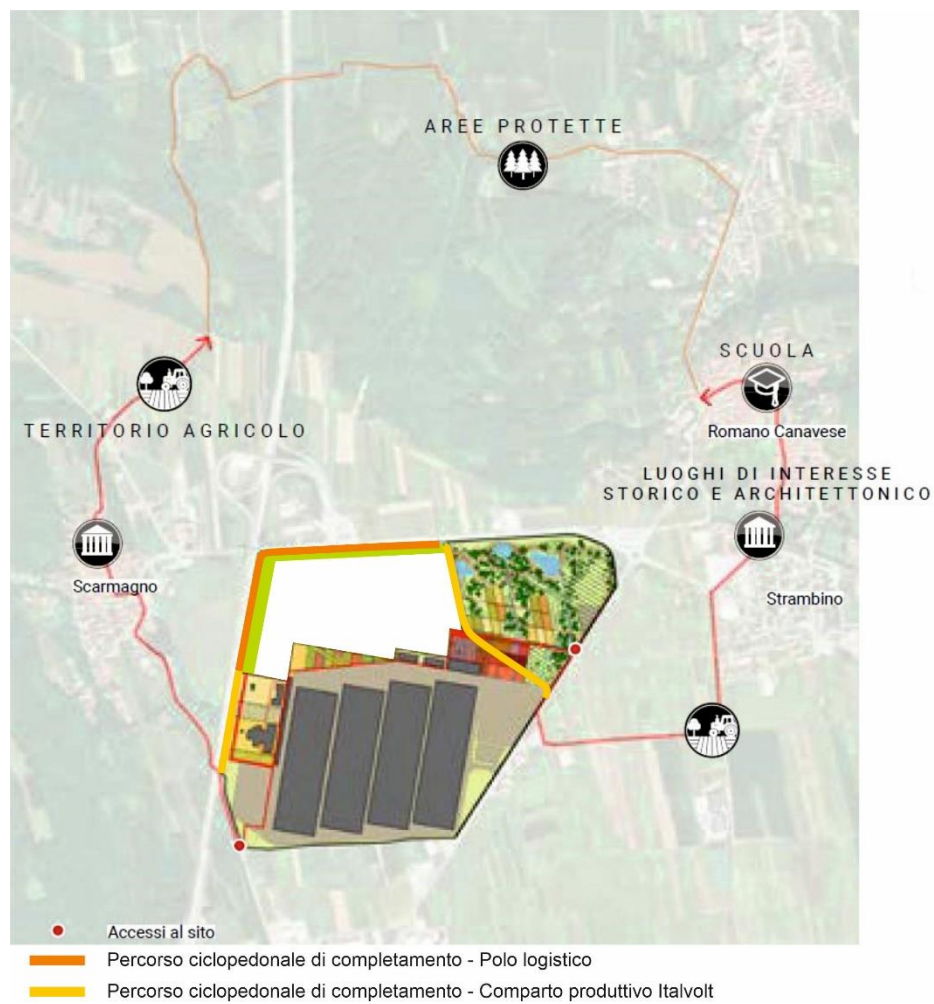 AREE PROTETTE
SCUOLA
TERRITORIO AGRICOLO
Romano Canavese
LUOGHI DI INTERESSE
STORICO E ARCHITETTONICO
Scarmagno
Strambino
Accessi al sito
Percorso ciclopedonale di completamento - Polo logistico
Percorso ciclopedonale di completamento - Comparto produttivo Italvolt